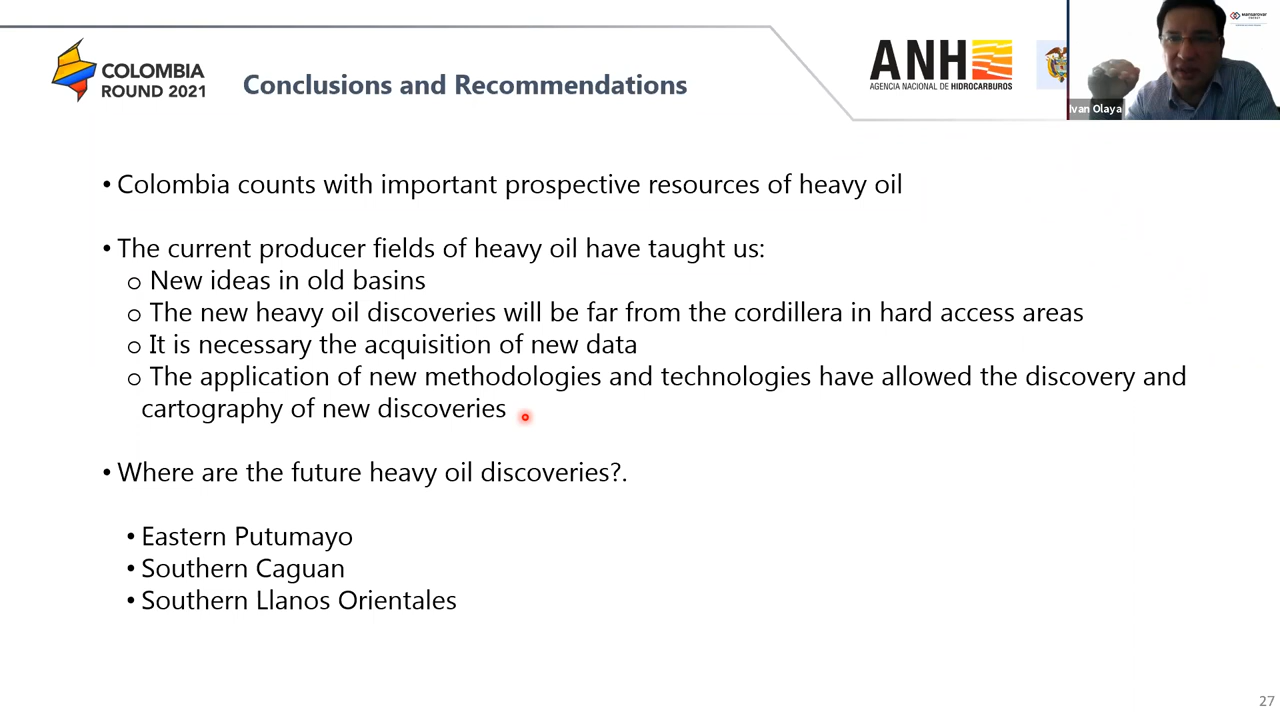 COLOMBIA
ROUND 2021
Conclusions and Recommendations
ANH
AGENCIA NACIONAL DE HIDROCARBUROS
mansarovar
ENERGY
Ivan Olaya
• Colombia counts with important prospective resources of heavy oil
• The current producer fields of heavy oil have taught us:
o New ideas in old basins
o The new heavy oil discoveries will be far from the cordillera in hard access areas
o It is necessary the acquisition of new data
o The application of new methodologies and technologies have allowed the discovery and
cartography of new discoveries
• Where are the future heavy oil discoveries?.
• Eastern Putumayo
• Southern Caguan
• Southern Llanos Orientales
27